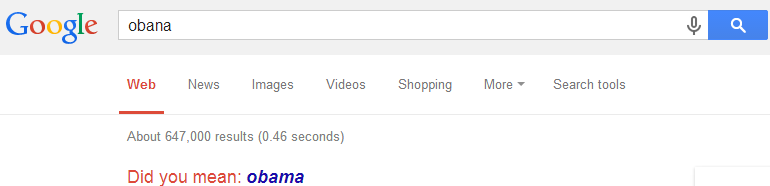 Google obana
Web News Images Videos Shopping More Search tools
About 647,000 results (0.46 seconds)
Did you mean: obama